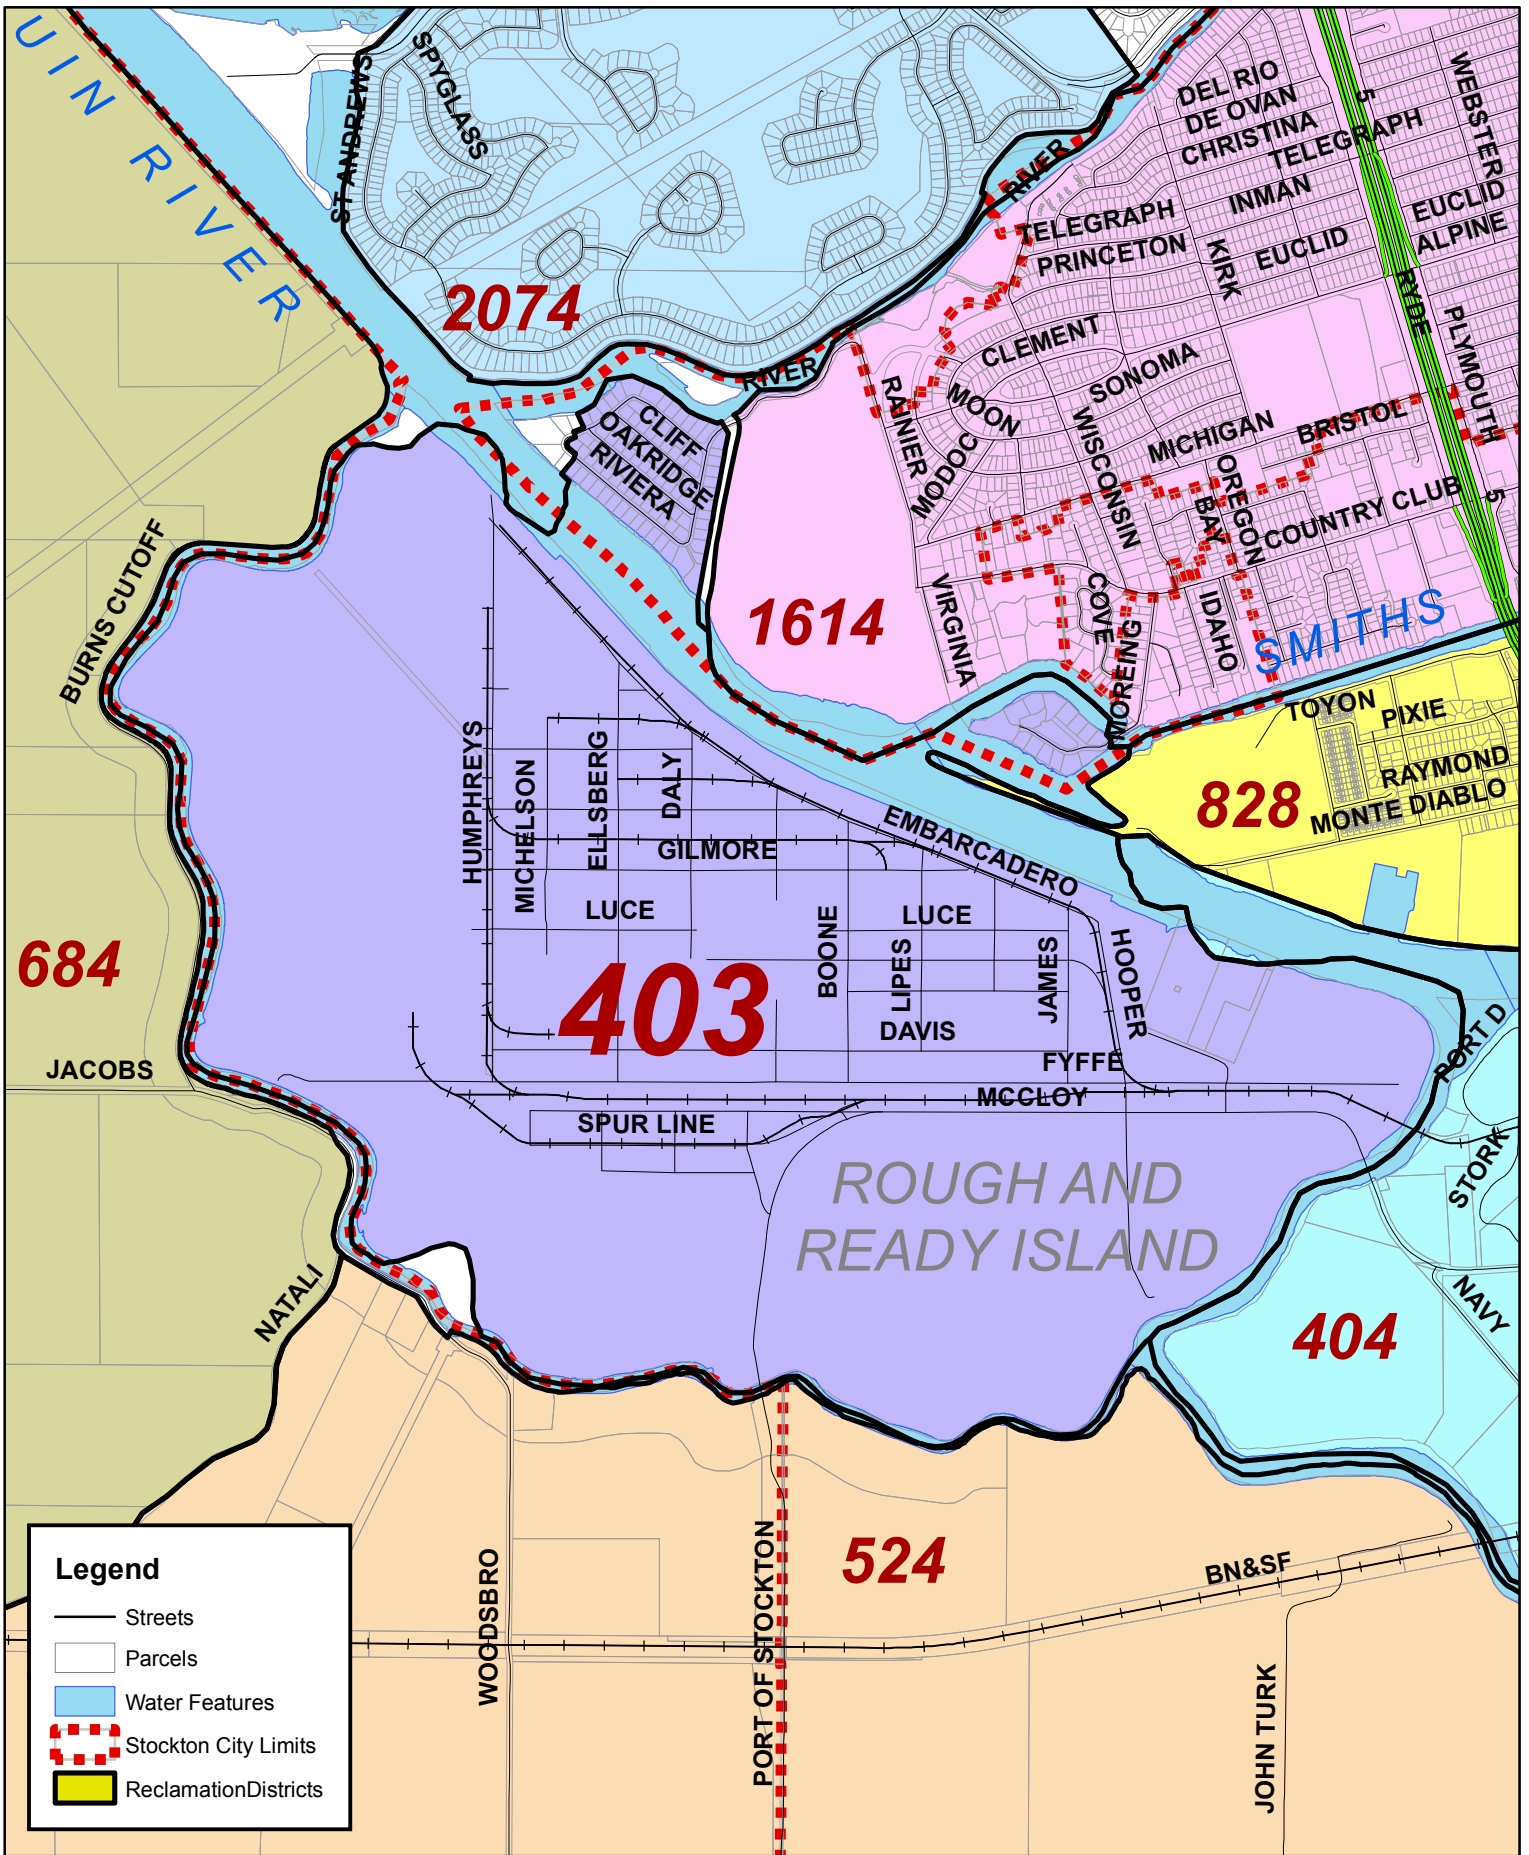 UIN RIVER
ST ANDREWS
SPYGLASS
2074
RIVER
RIVER
DEL RIO
DE OVAN
CHRISTINA
TELEGRAPH
5
WEBSTER
INMAN
EUCLID
ALPINE
TELEGRAPH
PRINCETON
KIRK
EUCLID
RYDE
PLYMOUTH
CLEMENT
SONOMA
MOON
RAINIER
MODOC
WISCONSIN
MICHIGAN
BRISTOL
OREGON
BAY
COUNTRY CLUB
5
CLIFF
OAKRIDGE
RIVIERA
BURNS CUTOFF
1614
VIRGINIA
COVE
MOREING
IDAHO
SMITHS
TOYON
PIXIE
RAYMOND
MONTE DIABLO
828
HUMPHREYS
MICHELSON
ELLSBERG
DALY
GILMORE
EMBARCADERO
LUCE
LUCE
BOONE
LIPES
JAMES
HOOPER
684
403
DAVIS
FYFFE
MCCLOY
JACOBS
SPUR LINE
PORT D
STORK
ROUGH AND
READY ISLAND
NATALI
NAVY
404
524
BN&SF
WOODSBRO
PORT OF STOCKTON
JOHN TURK
Legend
Streets
Parcels
Water Features
Stockton City Limits
ReclamationDistricts